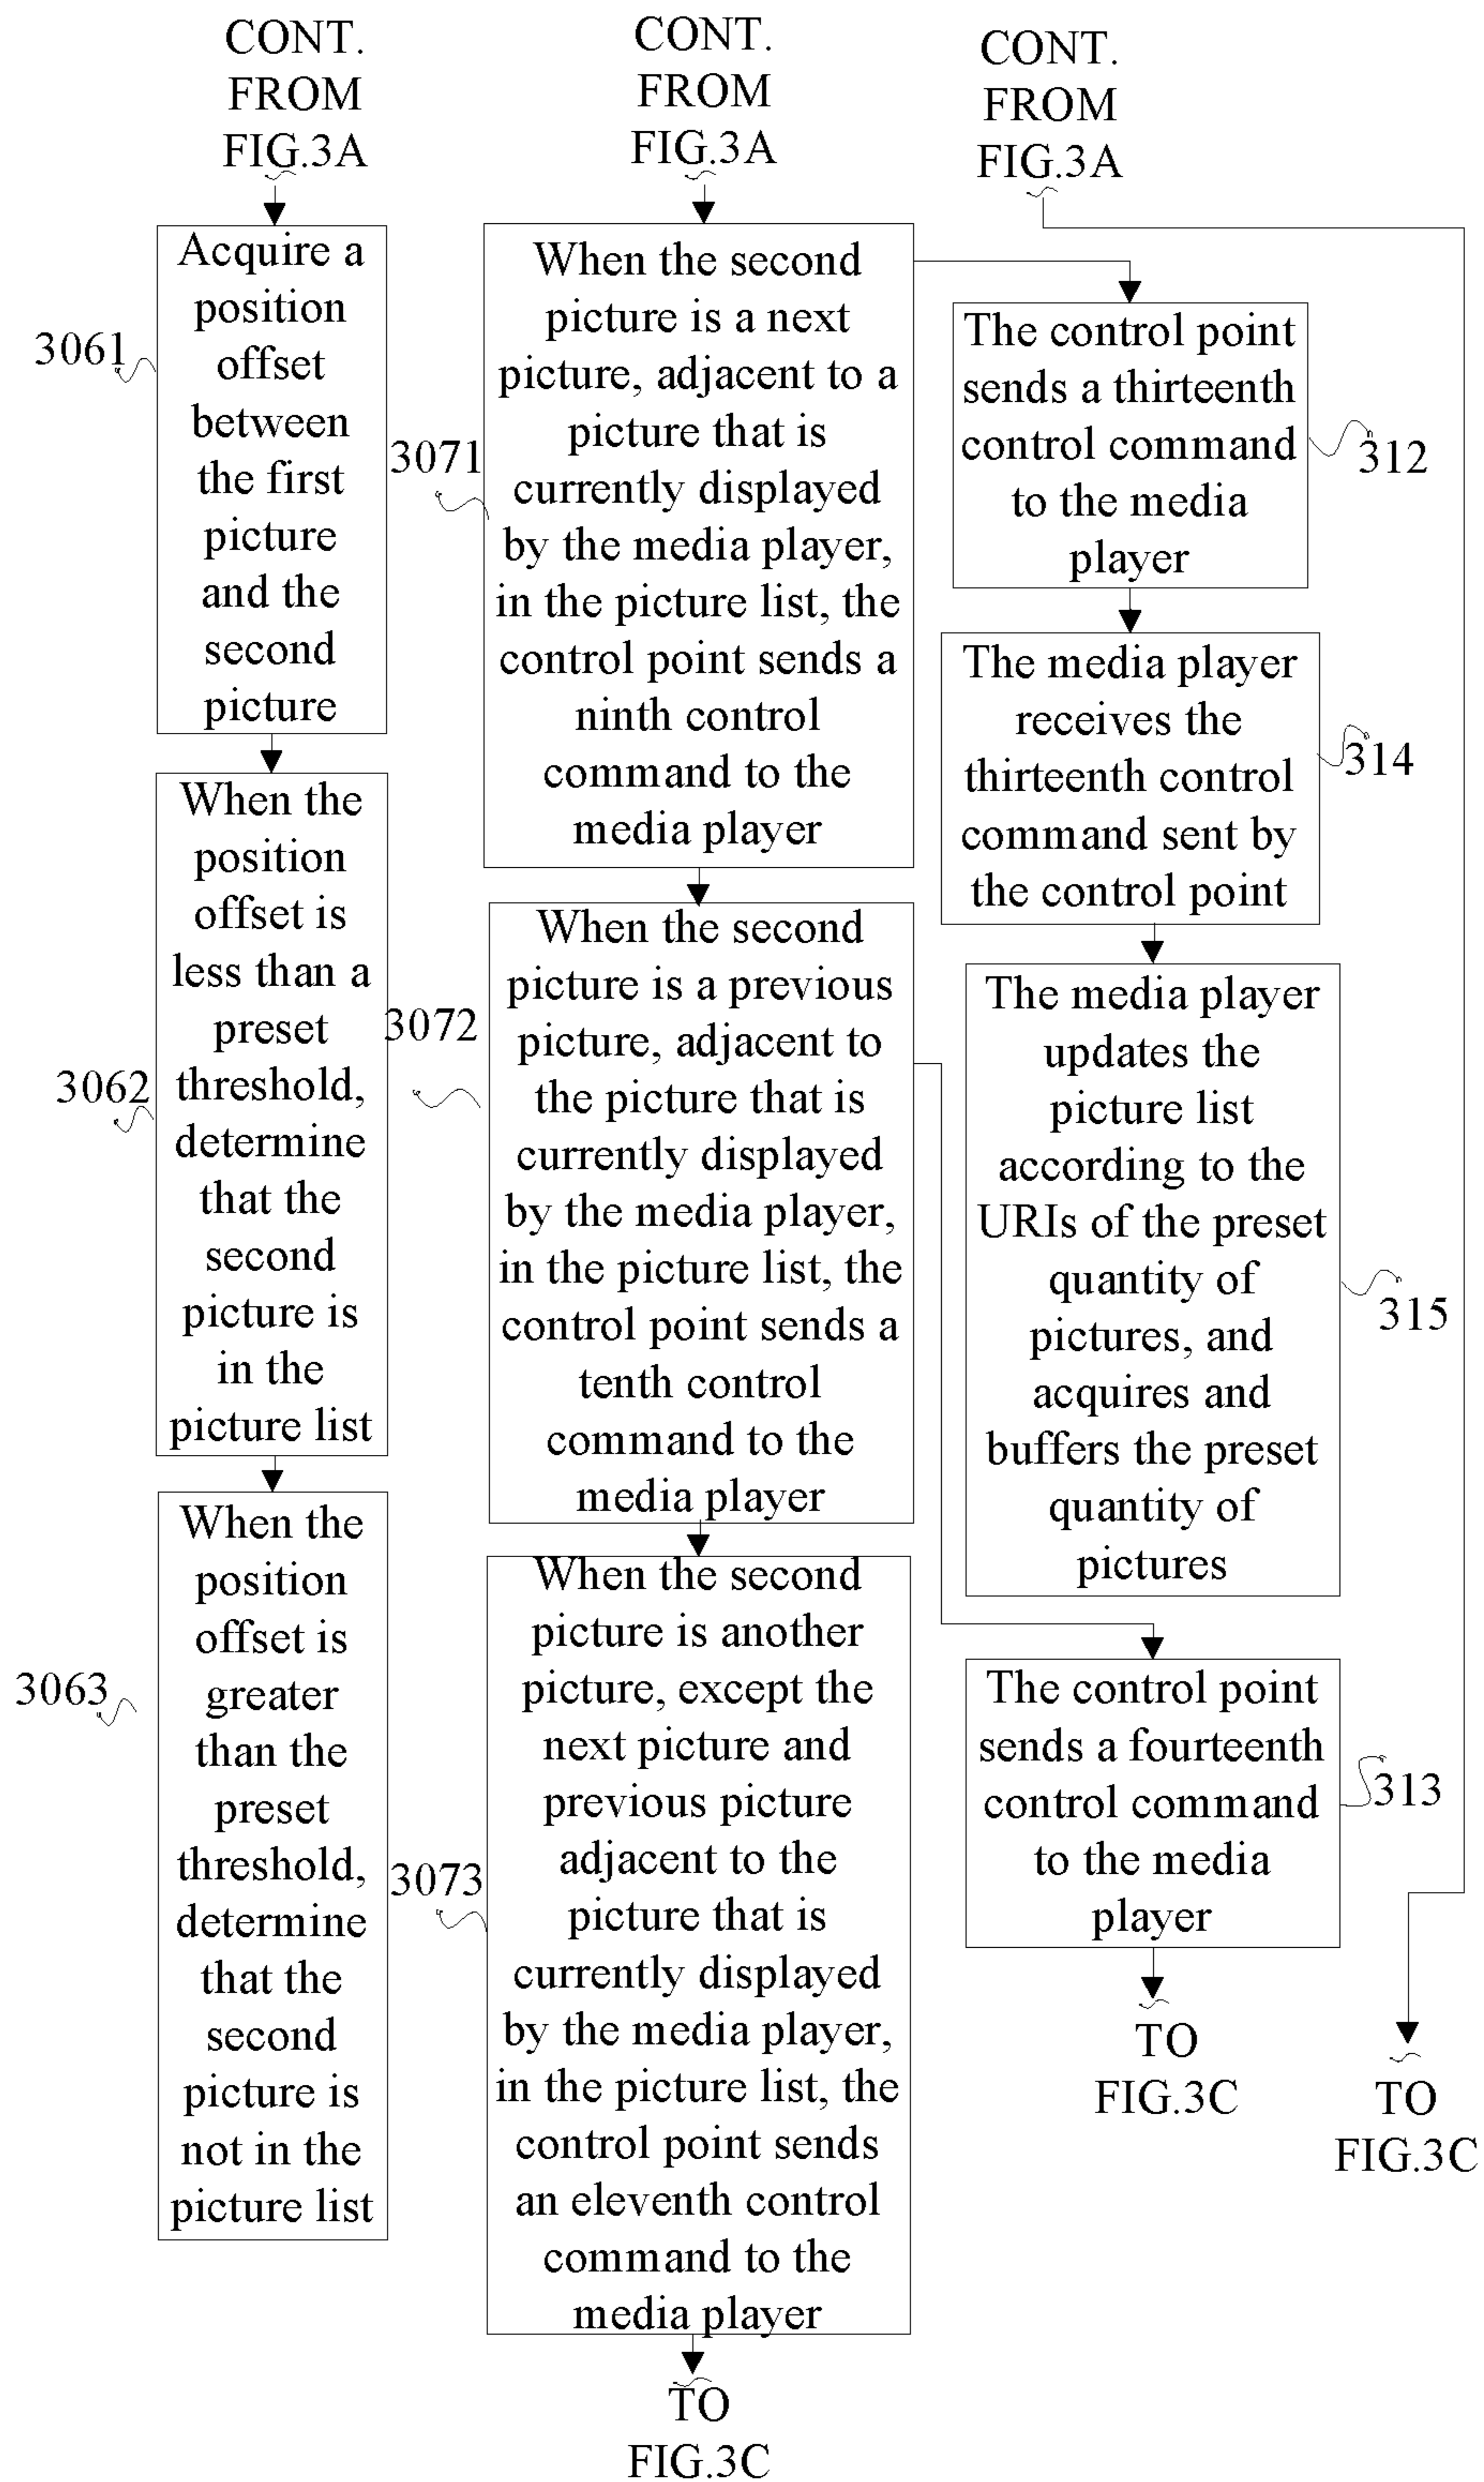 CONT.
FROM
FIG.3A
Acquire a
position
offset
between
the first
picture
and the
second
picture
3061
When the
position
offset is
less than a
preset
threshold,
determine
that the
second
picture is
in the
picture list
3062
When the
position
offset is
greater
than the
preset
threshold,
determine
that the
second
picture is
not in the
picture list
3063
CONT.
FROM
FIG.3A
When the second
picture is a next
picture, adjacent to a
picture that is
currently displayed
by the media player,
in the picture list, the
control point sends a
ninth control
command to the
media player
3071
When the second
picture is a previous
picture, adjacent to
the picture that is
currently displayed
by the media player,
in the picture list, the
control point sends a
tenth control
command to the
media player
3072
When the second
picture is another
picture, except the
next picture and
previous picture
adjacent to the
picture that is
currently displayed
by the media player,
in the picture list, the
control point sends
an eleventh control
command to the
media player
3073
TO
FIG.3C
CONT.
FROM
FIG.3A
The control point
sends a thirteenth
control command
to the media
player
312
The media player
receives the
thirteenth control
command sent by
the control point
314
The media player
updates the
picture list
according to the
URIs of the preset
quantity of
pictures, and
acquires and
buffers the preset
quantity of
pictures
315
The control point
sends a fourteenth
control command
to the media
player
313
TO
FIG.3C
TO
FIG.3C